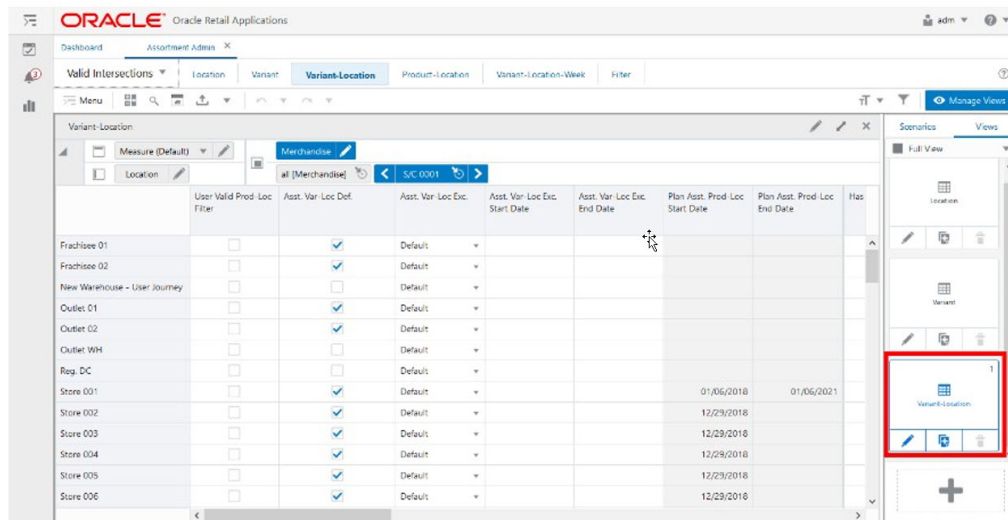 ORACLE Oracle Retail Applications adm
Dashboard Assortment Admin
Valid Intersections Location Variant Variant-Location Product-Location Variant-Location-Week Filter
3
Menu Manage Views
Variant-Location Scenarios Views
Measure (Default) Merchandise Full View
Location all [Merchandise] S/C 0001
User Valid Prod-Loc Filter Asst. Var-Loc Def. Asst. Var-Loc Exc. Asst. Var-Loc Exc. Start Date Asst. Var-Loc Exc. End Date Plan Asst. Prod-Loc Start Date Plan Asst. Prod-Loc End Date Has
Location
Frachisee 01 Default
Frachisee 02 Default
New Warehouse - User Journey Default
Variant
Outlet 01 Default
Outlet 02 Default
Outlet WH Default
Reg. DC Default
1
Store 001 Default 01/06/2018 01/06/2021
Variant-Location
Store 002 Default 12/29/2018
Store 003 Default 12/29/2018
Store 004 Default 12/29/2018
Store 005 Default 12/29/2018
Store 006 Default 12/29/2018